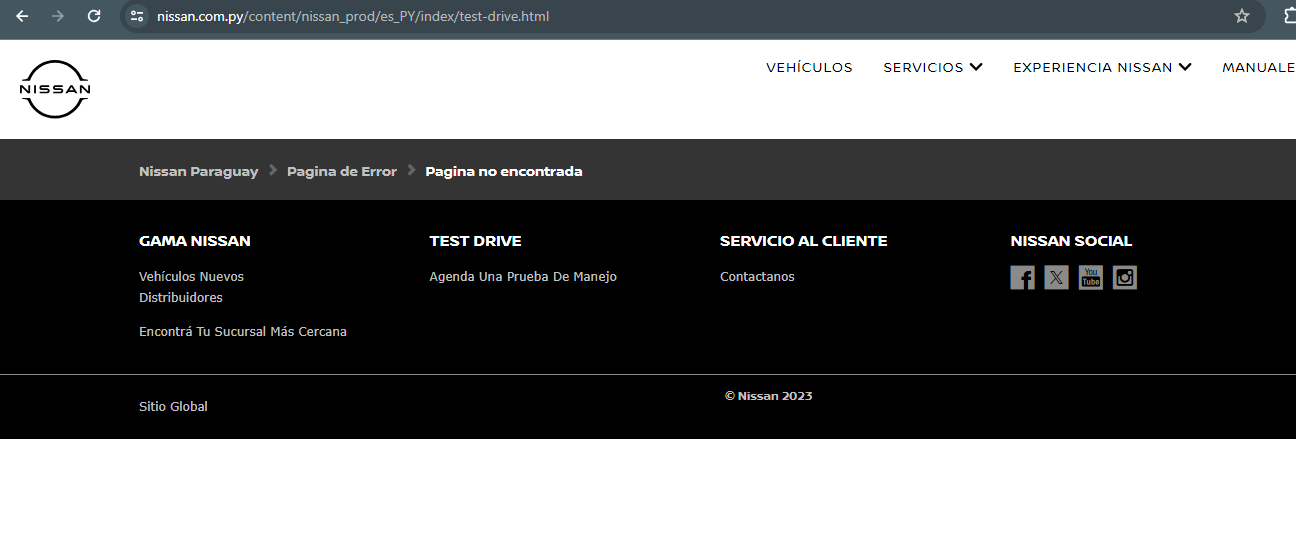 nissan.com.py/content/nissan_prod/es_PY/index/test-drive.html
NISSAN
VEHÍCULOS SERVICIOS EXPERIENCIA NISSAN MANUALE
Nissan Paraguay Pagina de Error Pagina no encontrada
GAMA NISSAN TEST DRIVE SERVICIO AL CLIENTE NISSAN SOCIAL
Vehículos Nuevos Agenda Una Prueba De Manejo Contactanos You Tube
Distribuidores
Encontrá Tu Sucursal Más Cercana
© Nissan 2023
Sitio Global